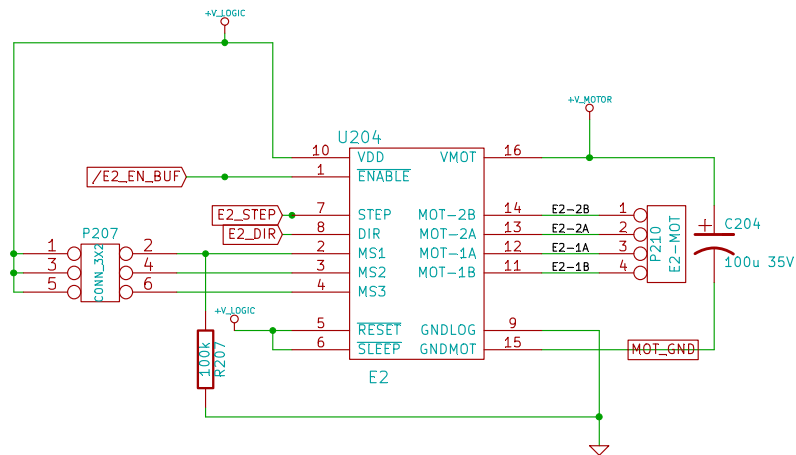 +V_LOGIC
+V_MOTOR
U204
10 VDD VMOT 16
/E2_EN_BUF 1 ENABLE
E2_STEP 7 STEP MOT-2B 14 E2-2B 1
E2_DIR 8 DIR MOT-2A 13 E2-2A 2
P207
1 2 2 MS1 MOT-1A 12 E2-1A 3
3 4 3 MS2 MOT-1B 11 E2-1B 4
5 6 4 MS3
CONN_3X2
P210
E2-MOT
C204
100u 35V
+V_LOGIC
5 RESET GNDLOG 9
6 SLEEP GNDMOT 15
MOT_GND
100k
R207
E2